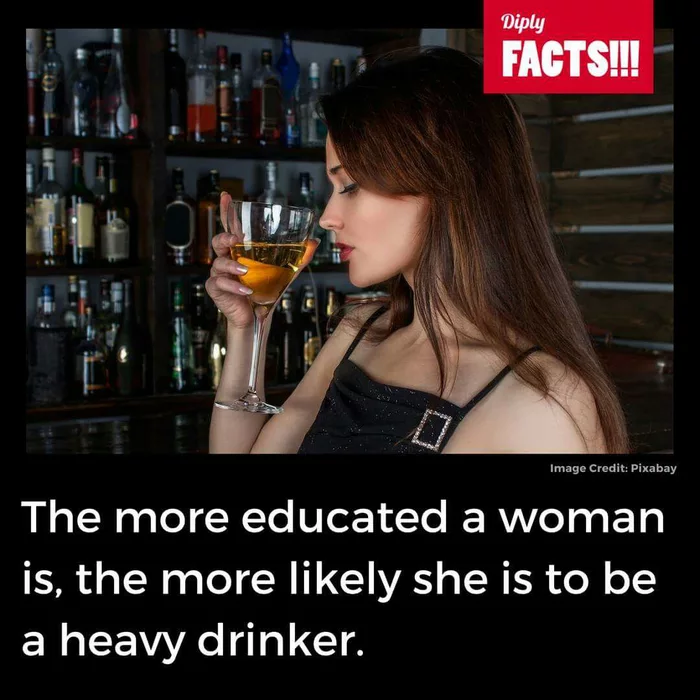 Diply
FACTS!!!
Image Credit: Pixabay
The more educated a woman
is, the more likely she is to be
a heavy drinker.